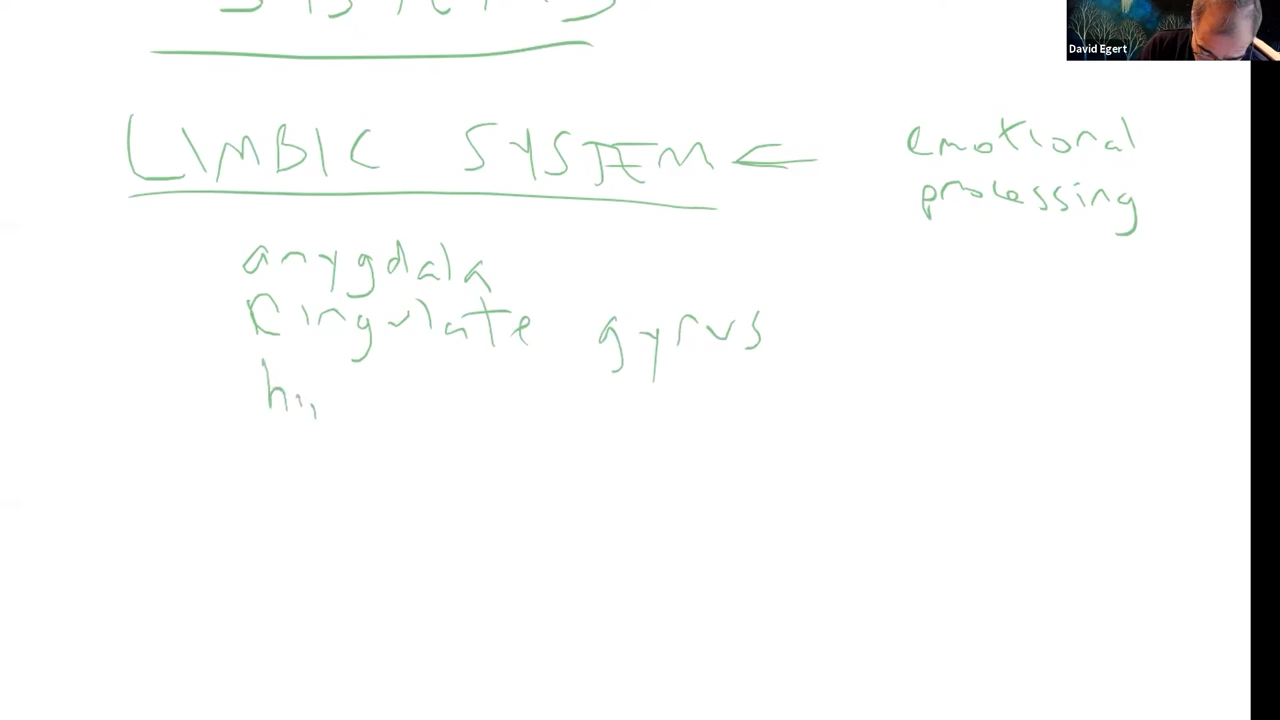 David Egert
LIMBIC SYSTEM ← emotional
processing
amygdala
cingulate gyrus